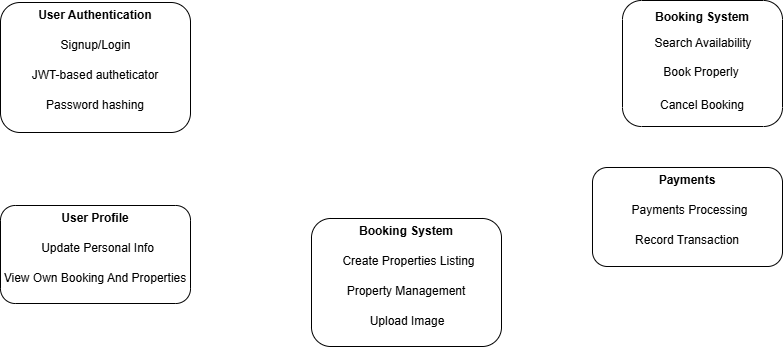 User Authentication
Signup/Login
JWT-based autheticator
Password hashing
Booking System
Search Availability
Book Properly
Cancel Booking
User Profile
Update Personal Info
View Own Booking And Properties
Booking System
Create Properties Listing
Property Management
Upload Image
Payments
Payments Processing
Record Transaction